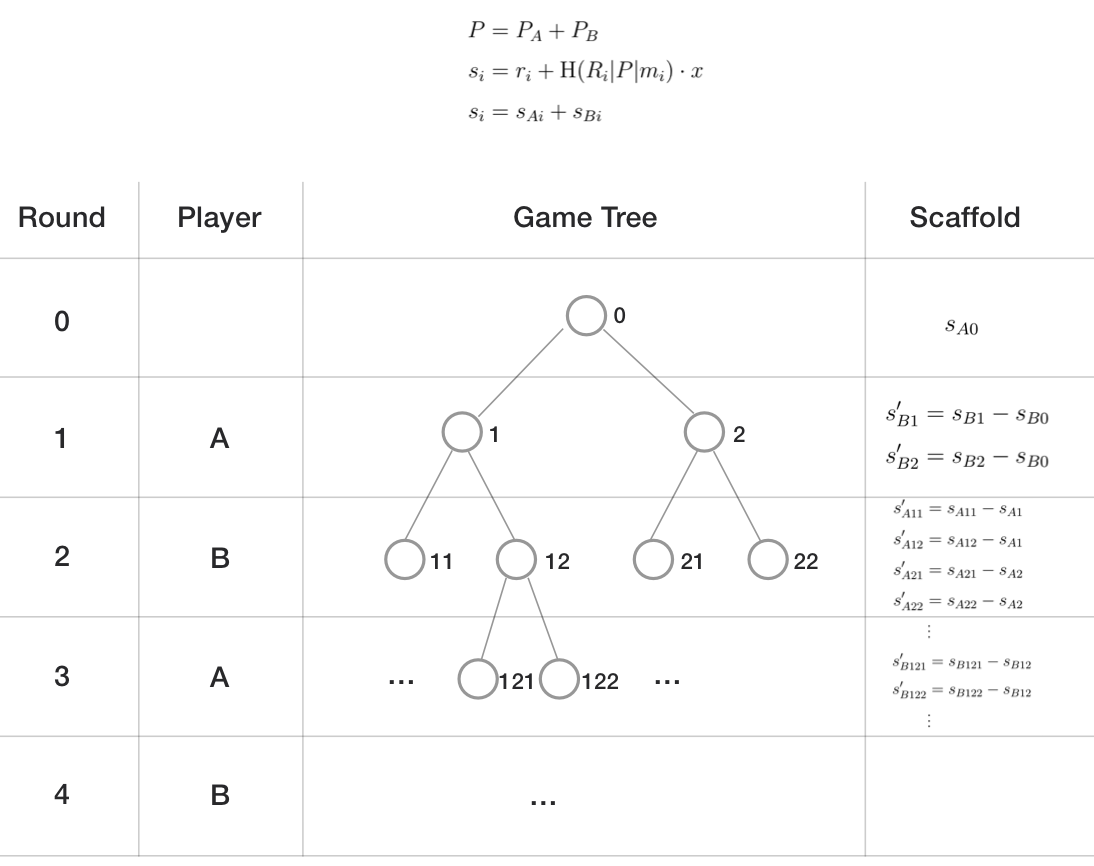 P = P_A + P_B
s_i = r_i + H(R_i|P|m_i) · x
s_i = s_{Ai} + s_{Bi}
Round Player Game Tree Scaffold
0 0 s_{A0}
1 A 1 2 s'_{B1} = s_{B1} − s_{B0}
s'_{B2} = s_{B2} − s_{B0}
2 B 11 12 21 22 s'_{A11} = s_{A11} − s_{A1}
s'_{A12} = s_{A12} − s_{A1}
s'_{A21} = s_{A21} − s_{A2}
s'_{A22} = s_{A22} − s_{A2}
⋮
3 A ... 121 122 ... s'_{B121} = s_{B121} − s_{B12}
s'_{B122} = s_{B122} − s_{B12}
⋮
4 B ...